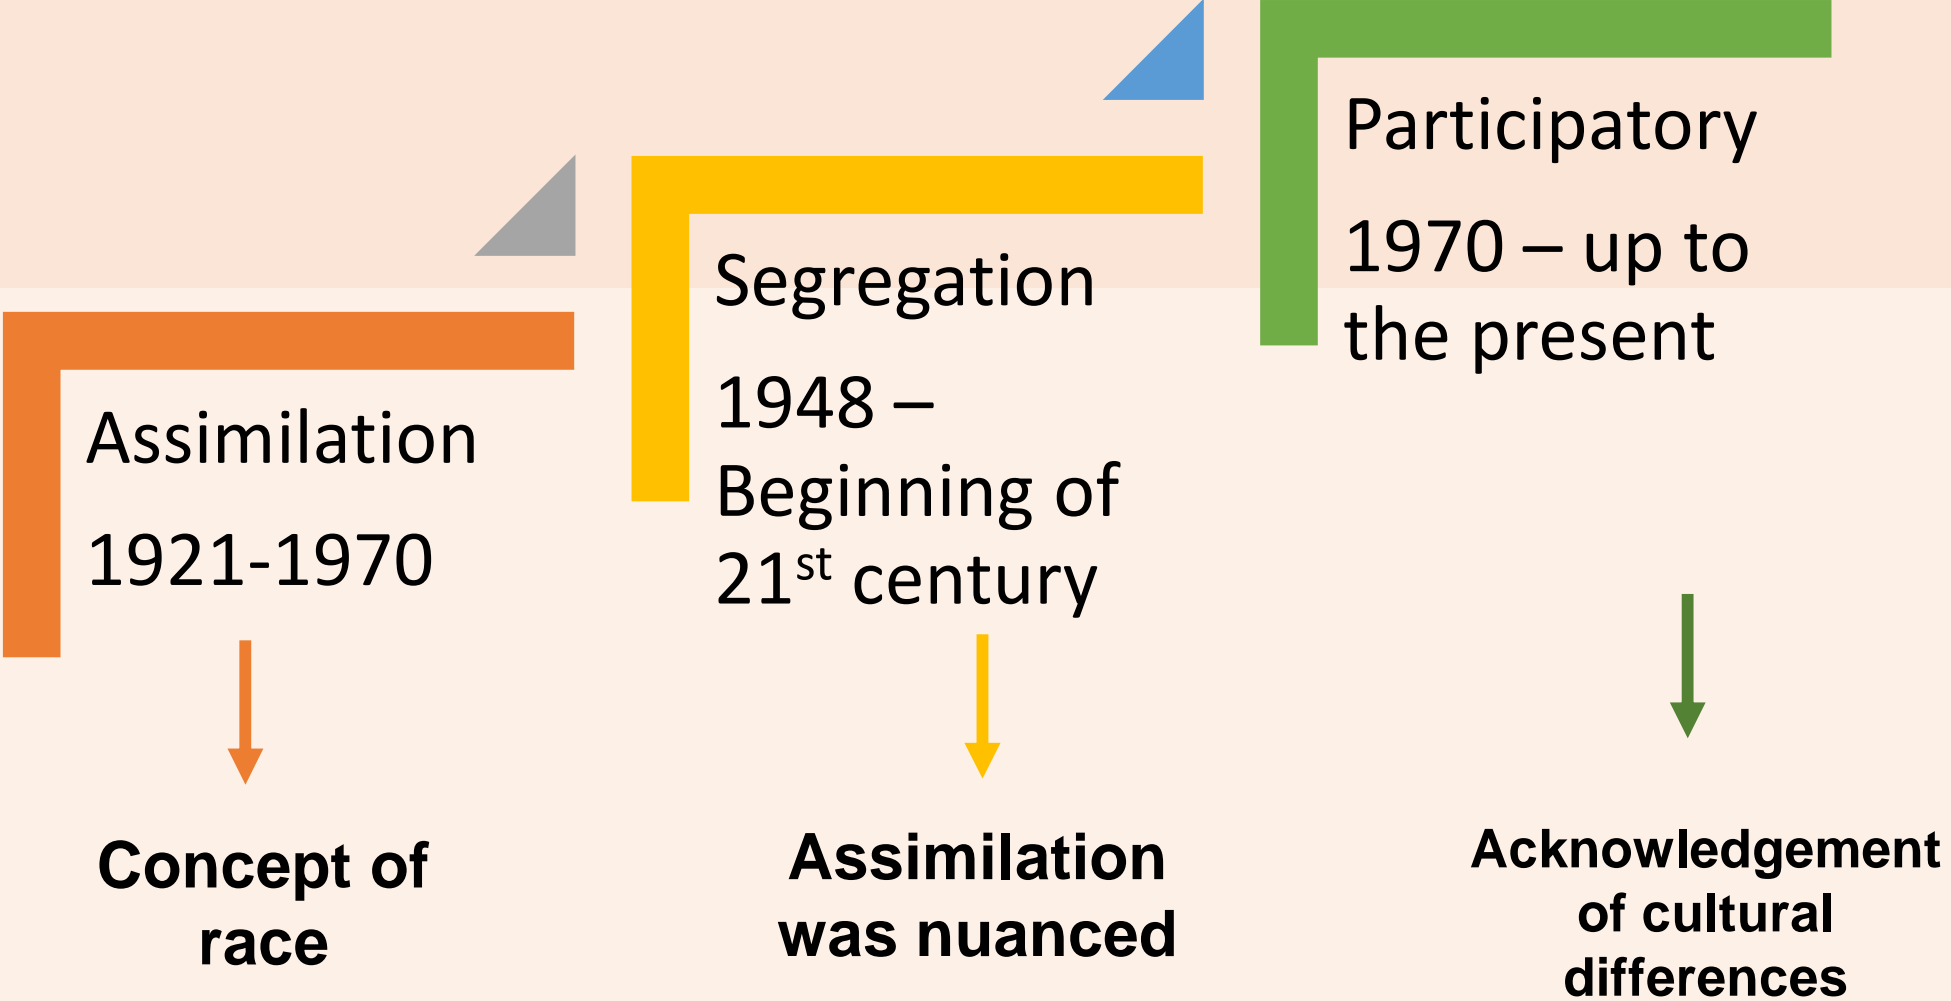 Assimilation
1921-1970
Concept of
race
Segregation
1948 –
Beginning of
21st century
Assimilation
was nuanced
Participatory
1970 – up to
the present
Acknowledgement
of cultural
differences